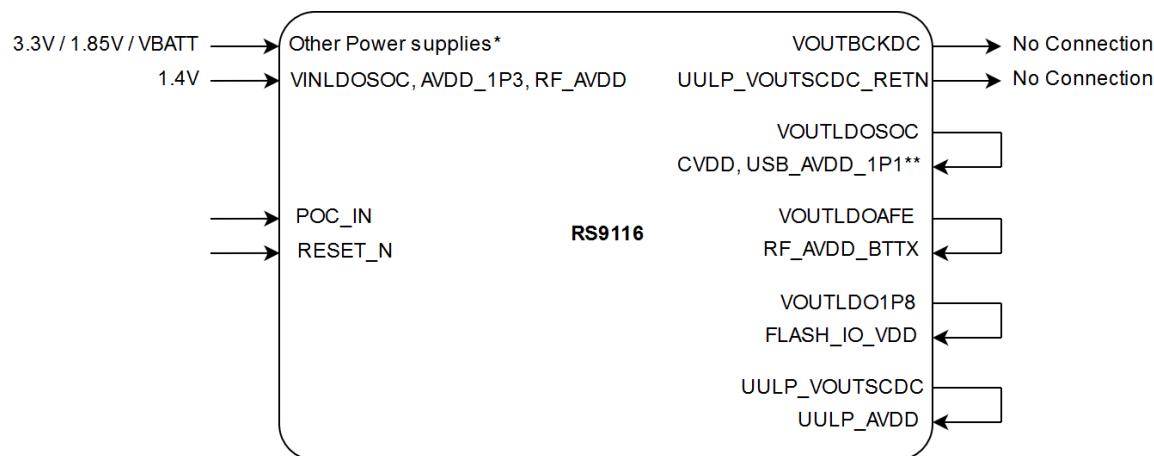 3.3V / 1.85V / VBATT
Other Power supplies*
VOUTBCKDC
No Connection
1.4V
VINLDOSOC, AVDD_1P3, RF_AVDD
UULP_VOUTSCDC_RETN
No Connection
VOUTLDOSOC
CVDD, USB_AVDD_1P1**
POC_IN
VOUTLDOAFE
RS9116
RESET_N
RF_AVDD_BTTX
VOUTLDO1P8
FLASH_IO_VDD
UULP_VOUTSCDC
UULP_AVDD